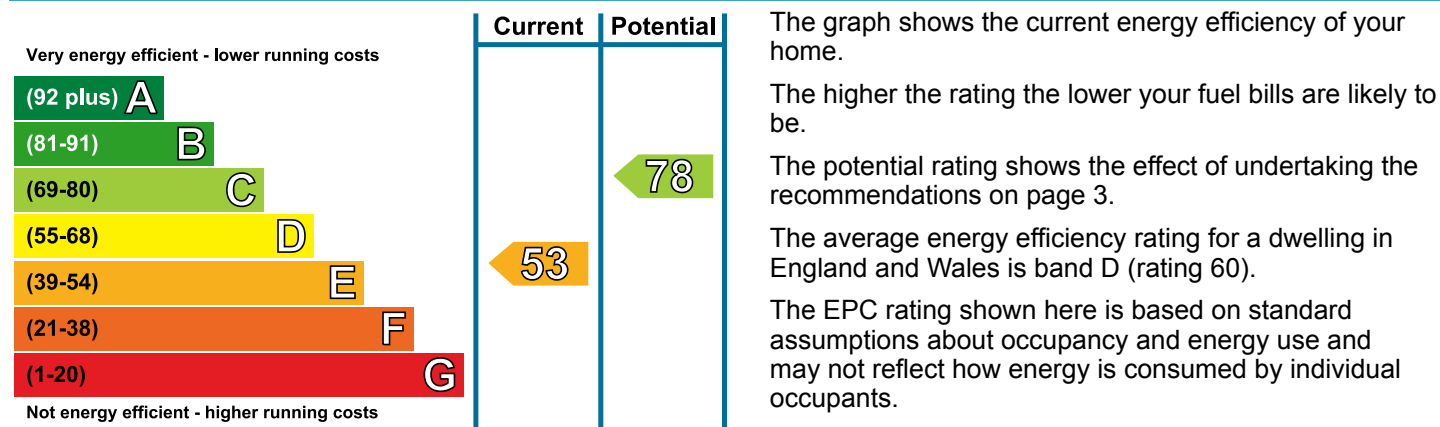 Current Potential
Very energy efficient - lower running costs
(92 plus) A
(81-91) B
(69-80) C
78
(55-68) D
53
(39-54) E
(21-38) F
(1-20) G
Not energy efficient - higher running costs
The graph shows the current energy efficiency of your
home.
The higher the rating the lower your fuel bills are likely to
be.
The potential rating shows the effect of undertaking the
recommendations on page 3.
The average energy efficiency rating for a dwelling in
England and Wales is band D (rating 60).
The EPC rating shown here is based on standard
assumptions about occupancy and energy use and
may not reflect how energy is consumed by individual
occupants.